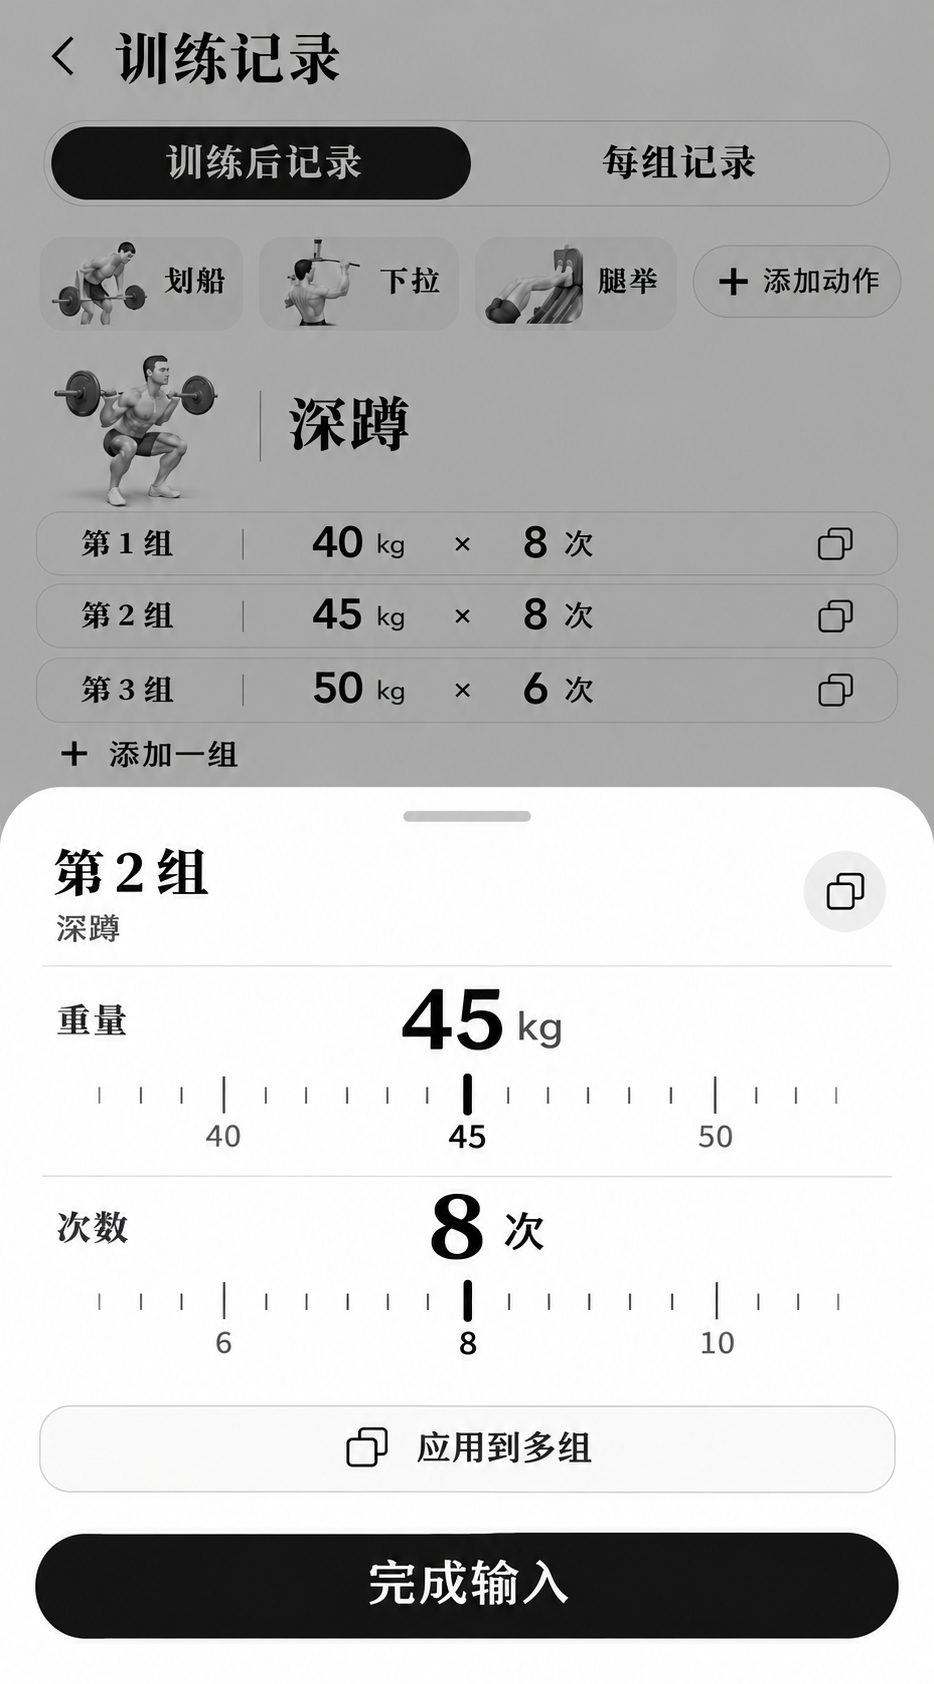 训练记录
训练后记录 每组记录
划船 下拉 腿举 + 添加动作
深蹲
第 1 组 40 kg × 8 次
第 2 组 45 kg × 8 次
第 3 组 50 kg × 6 次
+ 添加一组
第 2 组
深蹲
重量 45 kg
40 45 50
次数 8 次
6 8 10
应用到多组
完成输入